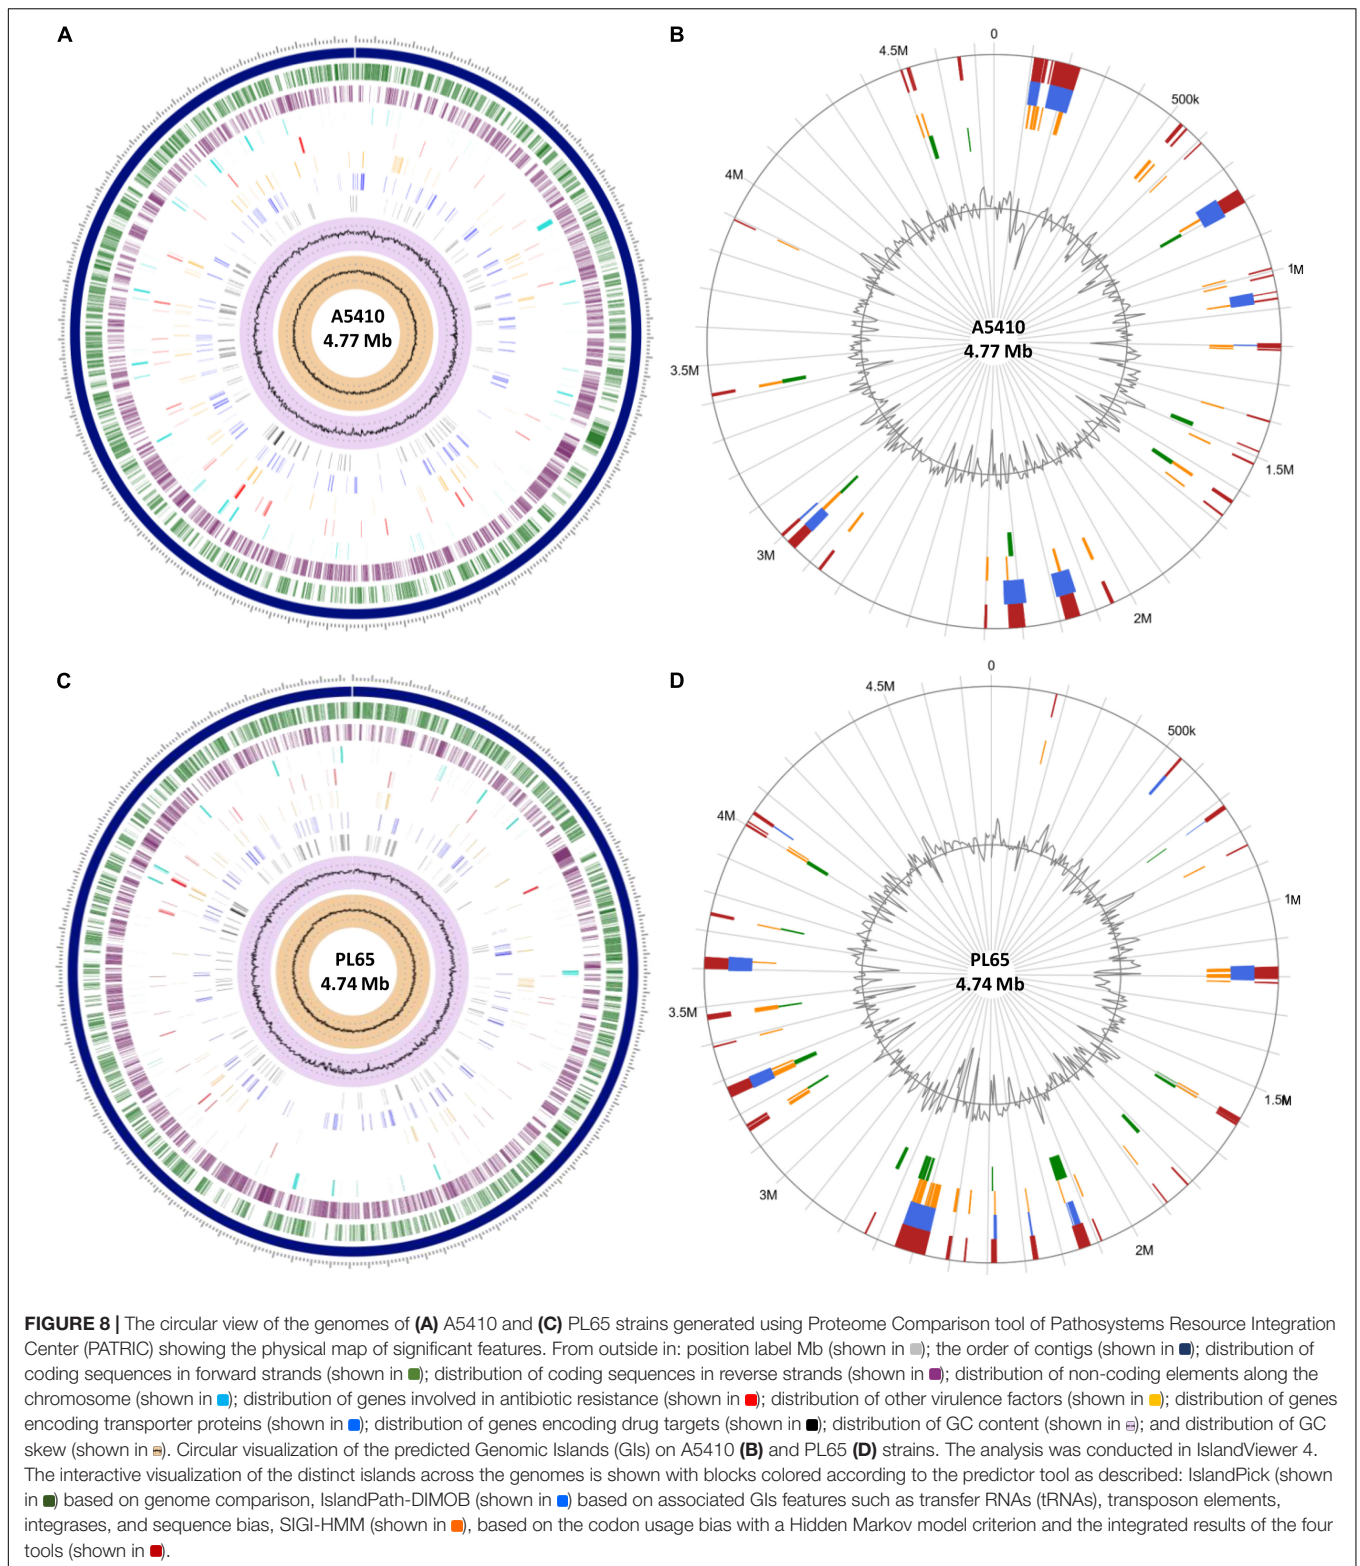 A
A5410
4.77 Mb
B
0
500k
1M
1.5M
2M
3M
3.5M
4M
4.5M
A5410
4.77 Mb
C
PL65
4.74 Mb
D
0
500k
1M
1.5M
2M
3M
3.5M
4M
4.5M
PL65
4.74 Mb
FIGURE 8 | The circular view of the genomes of (A) A5410 and (C) PL65 strains generated using Proteome Comparison tool of Pathosystems Resource Integration
Center (PATRIC) showing the physical map of significant features. From outside in: position label Mb (shown in ); the order of contigs (shown in ); distribution of
coding sequences in forward strands (shown in ); distribution of coding sequences in reverse strands (shown in ); distribution of non-coding elements along the
chromosome (shown in ); distribution of genes involved in antibiotic resistance (shown in ); distribution of other virulence factors (shown in ); distribution of genes
encoding transporter proteins (shown in ); distribution of genes encoding drug targets (shown in ); distribution of GC content (shown in ); and distribution of GC
skew (shown in ). Circular visualization of the predicted Genomic Islands (GIs) on A5410 (B) and PL65 (D) strains. The analysis was conducted in IslandViewer 4.
The interactive visualization of the distinct islands across the genomes is shown with blocks colored according to the predictor tool as described: IslandPick (shown
in ) based on genome comparison, IslandPath-DIMOB (shown in ) based on associated GIs features such as transfer RNAs (tRNAs), transposon elements,
integrases, and sequence bias, SIGI-HMM (shown in ), based on the codon usage bias with a Hidden Markov model criterion and the integrated results of the four
tools (shown in ).